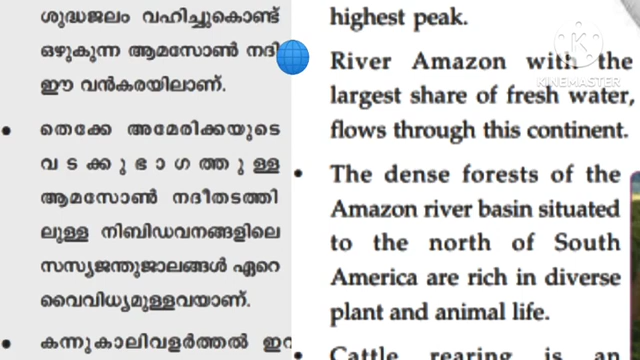 ശുദ്ധജലം വഹിച്ചുകൊണ്ട്
ഒഴുകുന്ന ആമസോൺ നദി
ഈ വൻകരയിലാണ്.
• തെക്കേ അമേരിക്കയുടെ
വടക്കുഭാഗത്തുള്ള
ആമസോൺ നദീതടത്തി
ലുള്ള നിബിഡവനങ്ങളിലെ
സസ്യജന്തുജാലങ്ങൾ ഏറെ
വൈവിധ്യമുള്ളവയാണ്.
• കന്നുകാലിവളർത്തൽ
highest peak.
River Amazon with the
largest share of fresh water,
flows through this continent.
• The dense forests of the
Amazon river basin situated
to the north of South
America are rich in diverse
plant and animal life.
• Cattle rearing is an
KINEMASTER